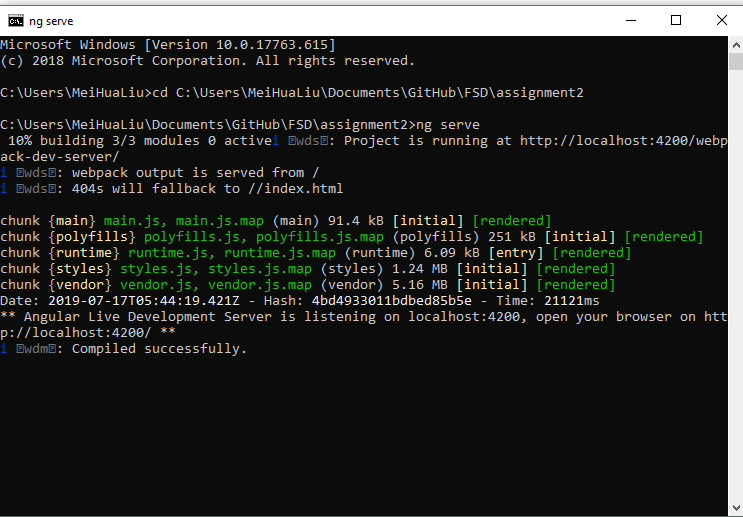 ng serve
Microsoft Windows [Version 10.0.17763.615]
(c) 2018 Microsoft Corporation. All rights reserved.
C:\Users\MeiHuaLiu>cd C:\Users\MeiHuaLiu\Documents\GitHub\FSD\assignment2
C:\Users\MeiHuaLiu\Documents\GitHub\FSD\assignment2>ng serve
10% building 3/3 modules 0 activei ⍰wds⍰: Project is running at http://localhost:4200/webp
ack-dev-server/
i ⍰wds⍰: webpack output is served from /
i ⍰wds⍰: 404s will fallback to //index.html
chunk {main} main.js, main.js.map (main) 91.4 kB [initial] [rendered]
chunk {polyfills} polyfills.js, polyfills.js.map (polyfills) 251 kB [initial] [rendered]
chunk {runtime} runtime.js, runtime.js.map (runtime) 6.09 kB [entry] [rendered]
chunk {styles} styles.js, styles.js.map (styles) 1.24 MB [initial] [rendered]
chunk {vendor} vendor.js, vendor.js.map (vendor) 5.16 MB [initial] [rendered]
Date: 2019-07-17T05:44:19.421Z - Hash: 4bd4933011bdbed85b5e - Time: 21121ms
** Angular Live Development Server is listening on localhost:4200, open your browser on htt
p://localhost:4200/ **
i ⍰wdm⍰: Compiled successfully.